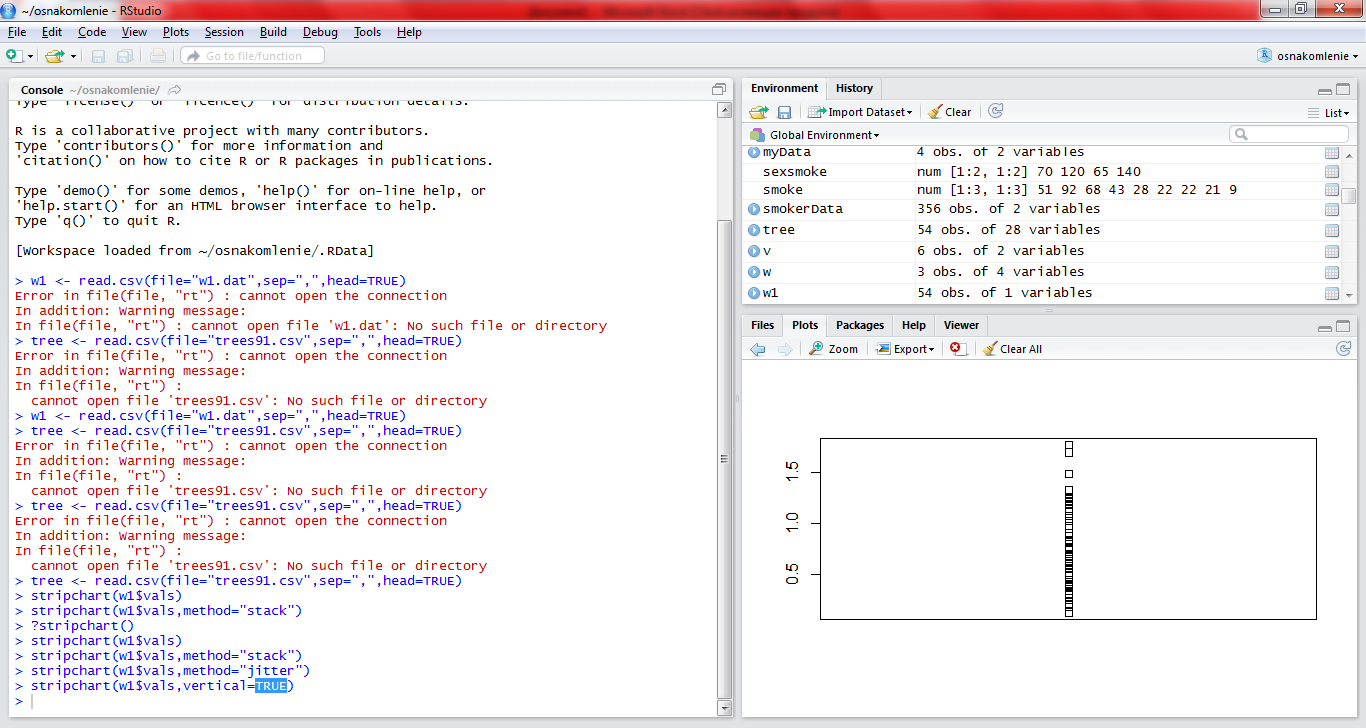 ~/osnakomlenie - RStudio
File Edit Code View Plots Session Build Debug Tools Help
Go to file/function
osnakomlenie
Console ~/osnakomlenie/
Type 'license()' or 'licence()' for distribution details.
R is a collaborative project with many contributors.
Type 'contributors()' for more information and
'citation()' on how to cite R or R packages in publications.
Type 'demo()' for some demos, 'help()' for on-line help, or
'help.start()' for an HTML browser interface to help.
Type 'q()' to quit R.
[Workspace loaded from ~/osnakomlenie/.RData]
> w1 <- read.csv(file="w1.dat",sep=",",head=TRUE)
Error in file(file, "rt") : cannot open the connection
In addition: Warning message:
In file(file, "rt") : cannot open file 'w1.dat': No such file or directory
> tree <- read.csv(file="trees91.csv",sep=",",head=TRUE)
Error in file(file, "rt") : cannot open the connection
In addition: Warning message:
In file(file, "rt") :
cannot open file 'trees91.csv': No such file or directory
> w1 <- read.csv(file="w1.dat",sep=",",head=TRUE)
> tree <- read.csv(file="trees91.csv",sep=",",head=TRUE)
Error in file(file, "rt") : cannot open the connection
In addition: Warning message:
In file(file, "rt") :
cannot open file 'trees91.csv': No such file or directory
> tree <- read.csv(file="trees91.csv",sep=",",head=TRUE)
Error in file(file, "rt") : cannot open the connection
In addition: Warning message:
In file(file, "rt") :
cannot open file 'trees91.csv': No such file or directory
> tree <- read.csv(file="trees91.csv",sep=",",head=TRUE)
> stripchart(w1$vals)
> stripchart(w1$vals,method="stack")
> ?stripchart()
> stripchart(w1$vals)
> stripchart(w1$vals,method="stack")
> stripchart(w1$vals,method="jitter")
> stripchart(w1$vals,vertical=TRUE)
>
Environment History
Import Dataset Clear List
Global Environment
myData 4 obs. of 2 variables
sexsmoke num [1:2, 1:2] 70 120 65 140
smoke num [1:3, 1:3] 51 92 68 43 28 22 22 21 9
smokerData 356 obs. of 2 variables
tree 54 obs. of 28 variables
v 6 obs. of 2 variables
w 3 obs. of 4 variables
w1 54 obs. of 1 variables
Files Plots Packages Help Viewer
Zoom Export Clear All
1.5
1.0
0.5